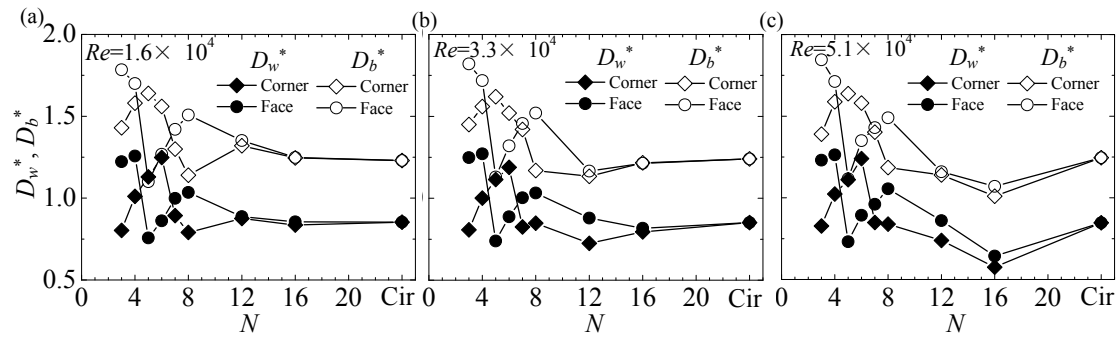 (a)
Re=1.6× 10⁴
D_w* D_b*
Corner Corner
Face Face
2.0
1.5
1.0
0.5
D_w*, D_b*
0 4 8 12 16 20 Cir
N
(b)
Re=3.3× 10⁴
D_w* D_b*
Corner Corner
Face Face
0 4 8 12 16 20 Cir
N
(c)
Re=5.1× 10⁴
D_w* D_b*
Corner Corner
Face Face
0 4 8 12 16 20 Cir
N